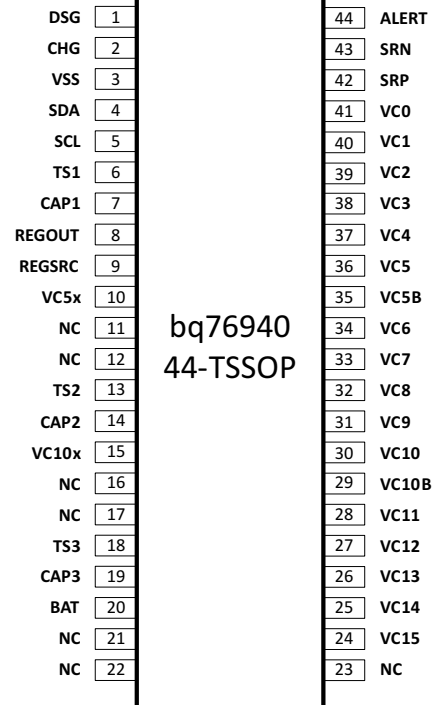 DSG 1 44 ALERT
CHG 2 43 SRN
VSS 3 42 SRP
SDA 4 41 VC0
SCL 5 40 VC1
TS1 6 39 VC2
CAP1 7 38 VC3
REGOUT 8 37 VC4
REGSRC 9 36 VC5
VC5x 10 35 VC5B
NC 11 34 VC6
bq76940
NC 12 33 VC7
44-TSSOP
TS2 13 32 VC8
CAP2 14 31 VC9
VC10x 15 30 VC10
NC 16 29 VC10B
NC 17 28 VC11
TS3 18 27 VC12
CAP3 19 26 VC13
BAT 20 25 VC14
NC 21 24 VC15
NC 22 23 NC